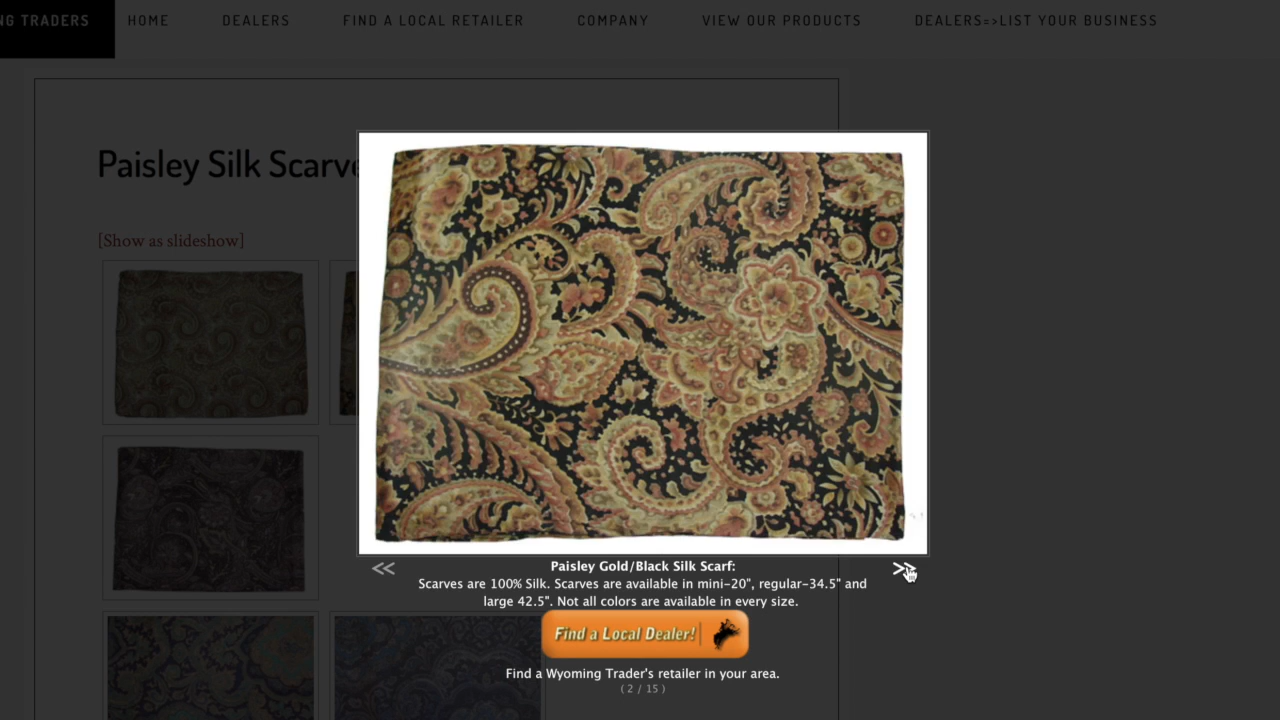 NG TRADERS
HOME
DEALERS
FIND A LOCAL RETAILER
COMPANY
VIEW OUR PRODUCTS
DEALERS=>LIST YOUR BUSINESS
Paisley Silk Scarve
[Show as slideshow]
<< >>
Paisley Gold/Black Silk Scarf:
Scarves are 100% Silk. Scarves are available in mini-20", regular-34.5" and
large 42.5". Not all colors are available in every size.
Find a Local Dealer!
Find a Wyoming Trader's retailer in your area.
( 2 / 15 )